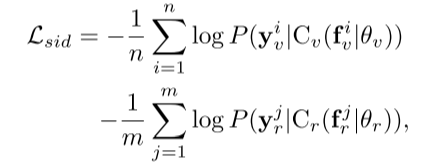 $$\mathcal{L}_{sid} = -\frac{1}{n}\sum_{i=1}^{n} \log P(\mathbf{y}_v^i|\mathrm{C}_v(\mathbf{f}_v^i|\theta_v))$$
$$-\frac{1}{m}\sum_{j=1}^{m} \log P(\mathbf{y}_r^j|\mathrm{C}_r(\mathbf{f}_r^j|\theta_r)),$$